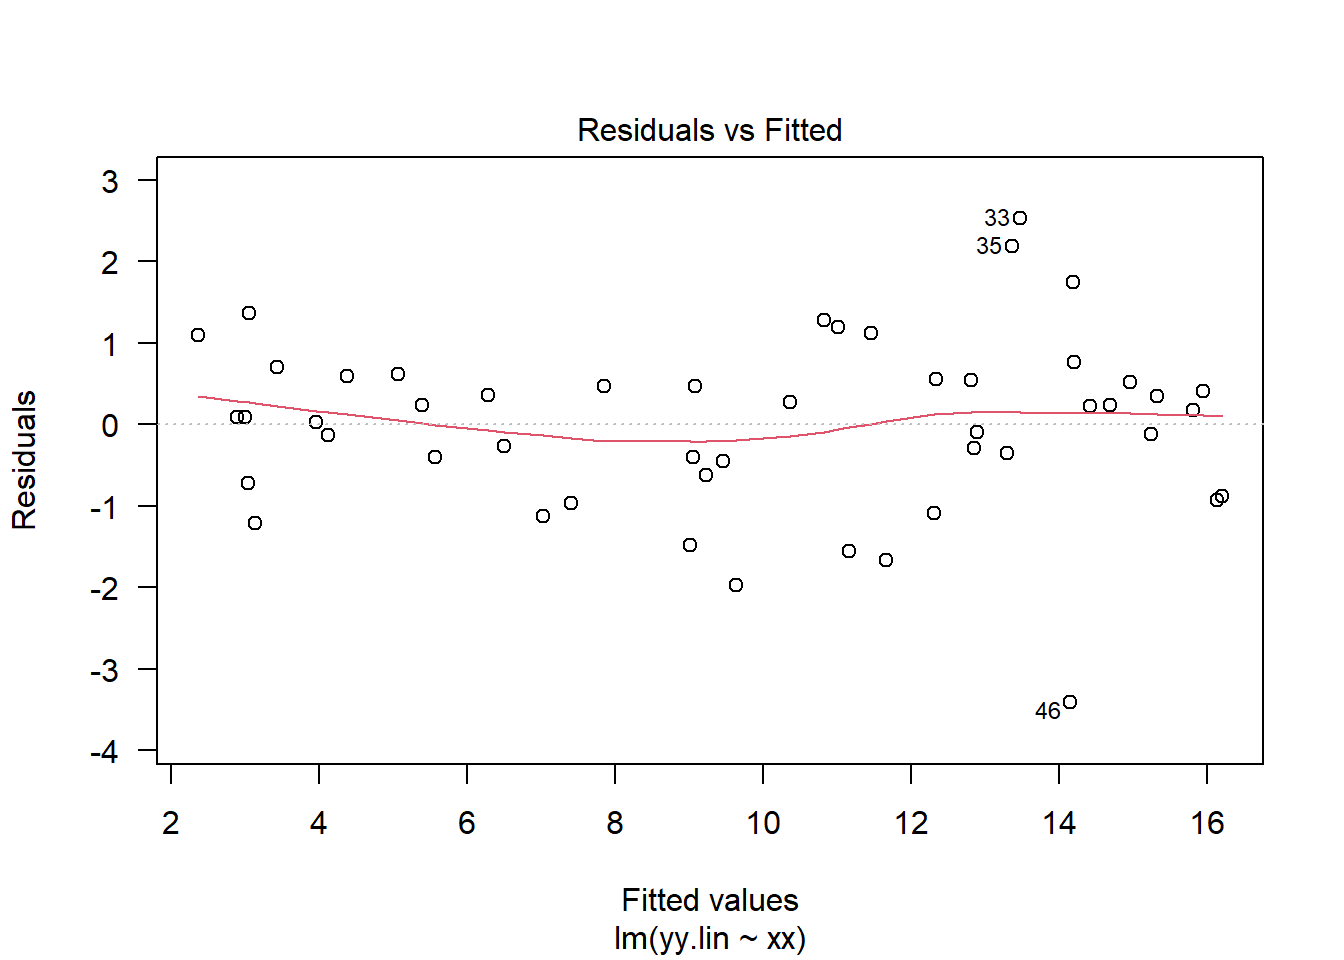 Residuals vs Fitted
3
2
1
0
-1
-2
-3
-4
Residuals
33
35
46
2 4 6 8 10 12 14 16
Fitted values
lm(yy.lin ~ xx)